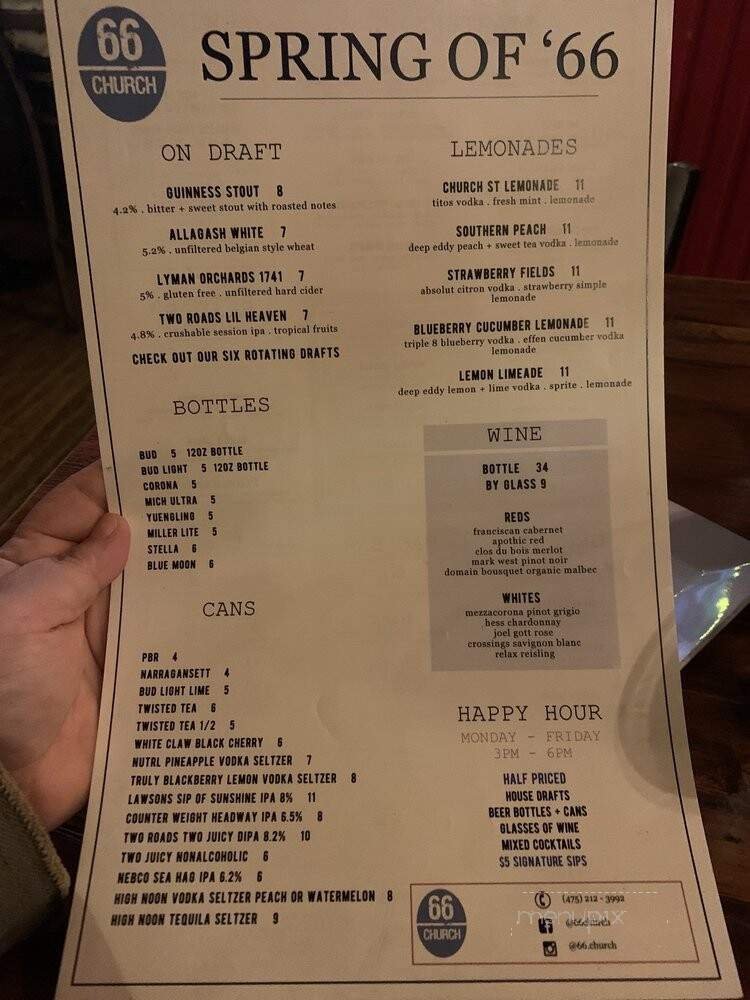 66
CHURCH
SPRING OF ‘66
ON DRAFT
GUINNESS STOUT 8
4.2% . bitter + sweet stout with roasted notes
ALLAGASH WHITE 7
5.2% . unfiltered belgian style wheat
LYMAN ORCHARDS 1741 7
5% . gluten free . unfiltered hard cider
TWO ROADS LIL HEAVEN 7
4.8% . crushable session ipa . tropical fruits
CHECK OUT OUR SIX ROTATING DRAFTS
BOTTLES
BUD 5 12OZ BOTTLE
BUD LIGHT 5 12OZ BOTTLE
CORONA 5
MICH ULTRA 5
YUENGLING 5
MILLER LITE 5
STELLA 6
BLUE MOON 6
CANS
PBR 4
NARRAGANSETT 4
BUD LIGHT LIME 5
TWISTED TEA 6
TWISTED TEA 1/2 5
WHITE CLAW BLACK CHERRY 6
NUTRL PINEAPPLE VODKA SELTZER 7
TRULY BLACKBERRY LEMON VODKA SELTZER 8
LAWSONS SIP OF SUNSHINE IPA 8% 11
COUNTER WEIGHT HEADWAY IPA 6.5% 8
TWO ROADS TWO JUICY DIPA 8.2% 10
TWO JUICY NONALCOHOLIC 6
NEBCO SEA HAG IPA 6.2% 6
HIGH NOON VODKA SELTZER PEACH OR WATERMELON 8
HIGH NOON TEQUILA SELTZER 9
LEMONADES
CHURCH ST LEMONADE 11
titos vodka . fresh mint . lemonade
SOUTHERN PEACH 11
deep eddy peach + sweet tea vodka . lemonade
STRAWBERRY FIELDS 11
absolut citron vodka . strawberry simple
lemonade
BLUEBERRY CUCUMBER LEMONADE 11
triple 8 blueberry vodka . effen cucumber vodka
lemonade
LEMON LIMEADE 11
deep eddy lemon + lime vodka . sprite . lemonade
WINE
BOTTLE 34
BY GLASS 9
REDS
franciscan cabernet
apothic red
clos du bois merlot
mark west pinot noir
domain bousquet organic malbec
WHITES
mezzacorona pinot grigio
hess chardonnay
joel gott rose
crossings savignon blanc
relax reisling
HAPPY HOUR
MONDAY - FRIDAY
3PM - 6PM
HALF PRICED
HOUSE DRAFTS
BEER BOTTLES + CANS
GLASSES OF WINE
MIXED COCKTAILS
$5 SIGNATURE SIPS
66
CHURCH
(475) 212 - 3992
@66church
@66.church
menupix